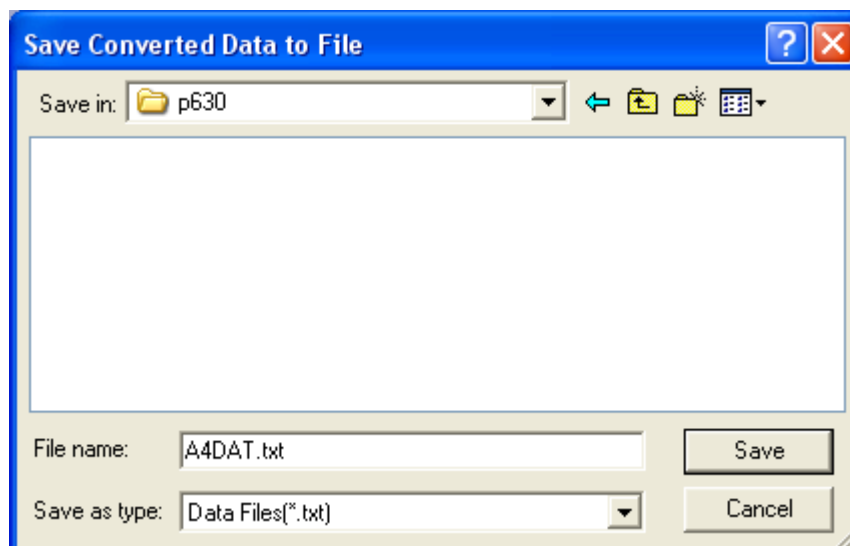 Save Converted Data to File
Save in: p630
File name: A4DAT.txt Save
Save as type: Data Files(*.txt) Cancel